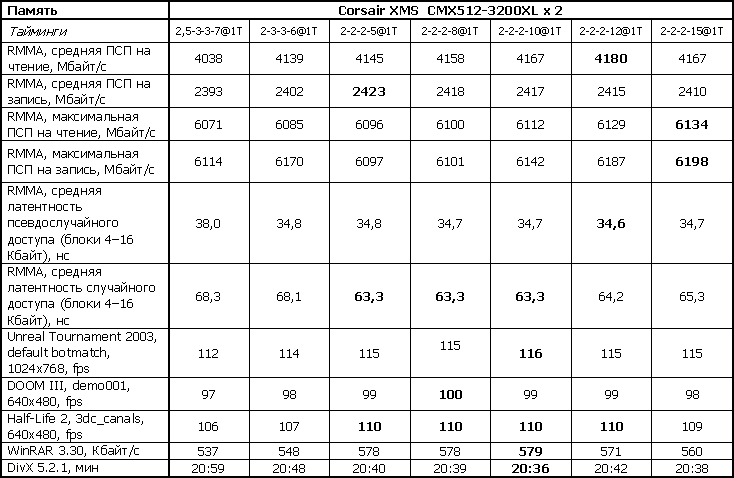 Память Corsair XMS CMX512-3200XL x 2
Тайминги 2,5-3-3-7@1T 2-3-3-6@1T 2-2-2-5@1T 2-2-2-8@1T 2-2-2-10@1T 2-2-2-12@1T 2-2-2-15@1T
RMMA, средняя ПСП на
чтение, Мбайт/с 4038 4139 4145 4158 4167 4180 4167
RMMA, средняя ПСП на
запись, Мбайт/с 2393 2402 2423 2418 2417 2415 2410
RMMA, максимальная
ПСП на чтение, Мбайт/с 6071 6085 6096 6100 6112 6129 6134
RMMA, максимальная
ПСП на запись, Мбайт/с 6114 6170 6097 6101 6142 6187 6198
RMMA, средняя
латентность
псевдослучайного
доступа (блоки 4–16
Кбайт), нс 38,0 34,8 34,8 34,7 34,7 34,6 34,7
RMMA, средняя
латентность случайного
доступа (блоки 4–16
Кбайт), нс 68,3 68,1 63,3 63,3 63,3 64,2 65,3
Unreal Tournament 2003,
default botmatch,
1024x768, fps 112 114 115 115 116 115 115
DOOM III, demo001,
640x480, fps 97 98 99 100 99 99 98
Half-Life 2, 3dc_canals,
640x480, fps 106 107 110 110 110 110 109
WinRAR 3.30, Кбайт/с 537 548 578 578 579 571 560
DivX 5.2.1, мин 20:59 20:48 20:40 20:39 20:36 20:42 20:38